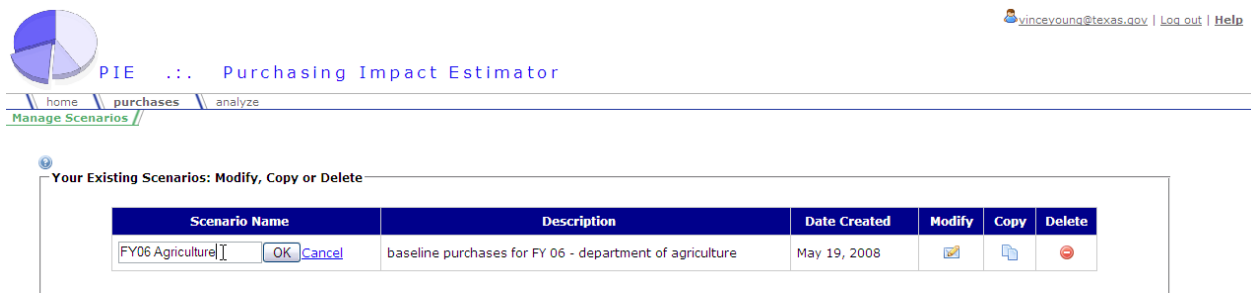 vinceyoung@texas.gov | Log out | Help
PIE .:. Purchasing Impact Estimator
home purchases analyze
Manage Scenarios
Your Existing Scenarios: Modify, Copy or Delete
Scenario Name Description Date Created Modify Copy Delete
FY06 Agriculture OK Cancel baseline purchases for FY 06 - department of agriculture May 19, 2008